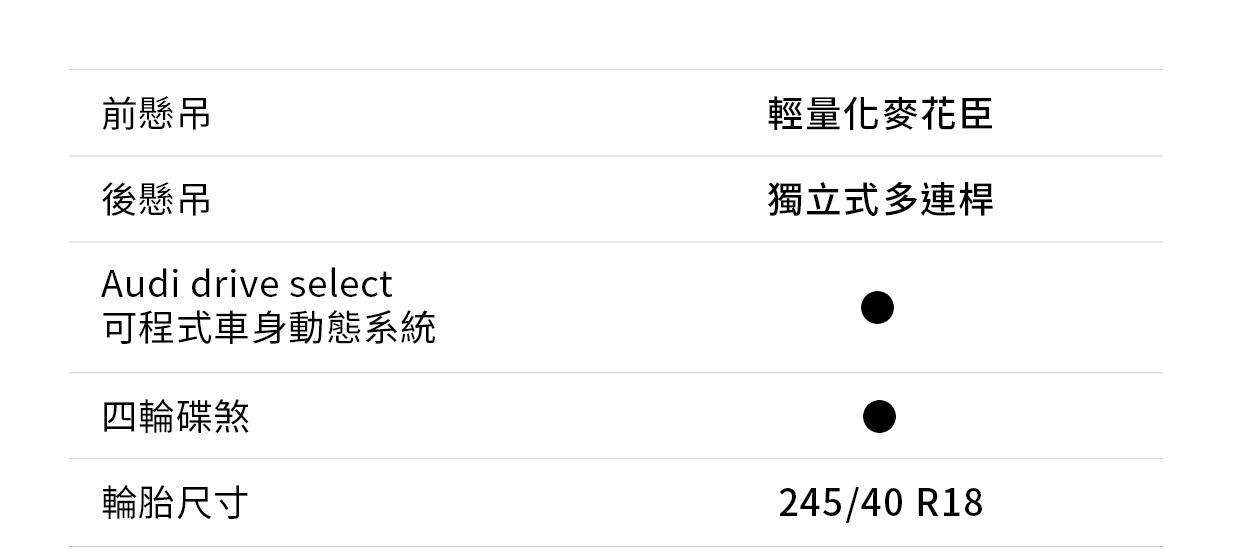 前懸吊 輕量化麥花臣
後懸吊 獨立式多連桿
Audi drive select
可程式車身動態系統 ●
四輪碟煞 ●
輪胎尺寸 245/40 R18